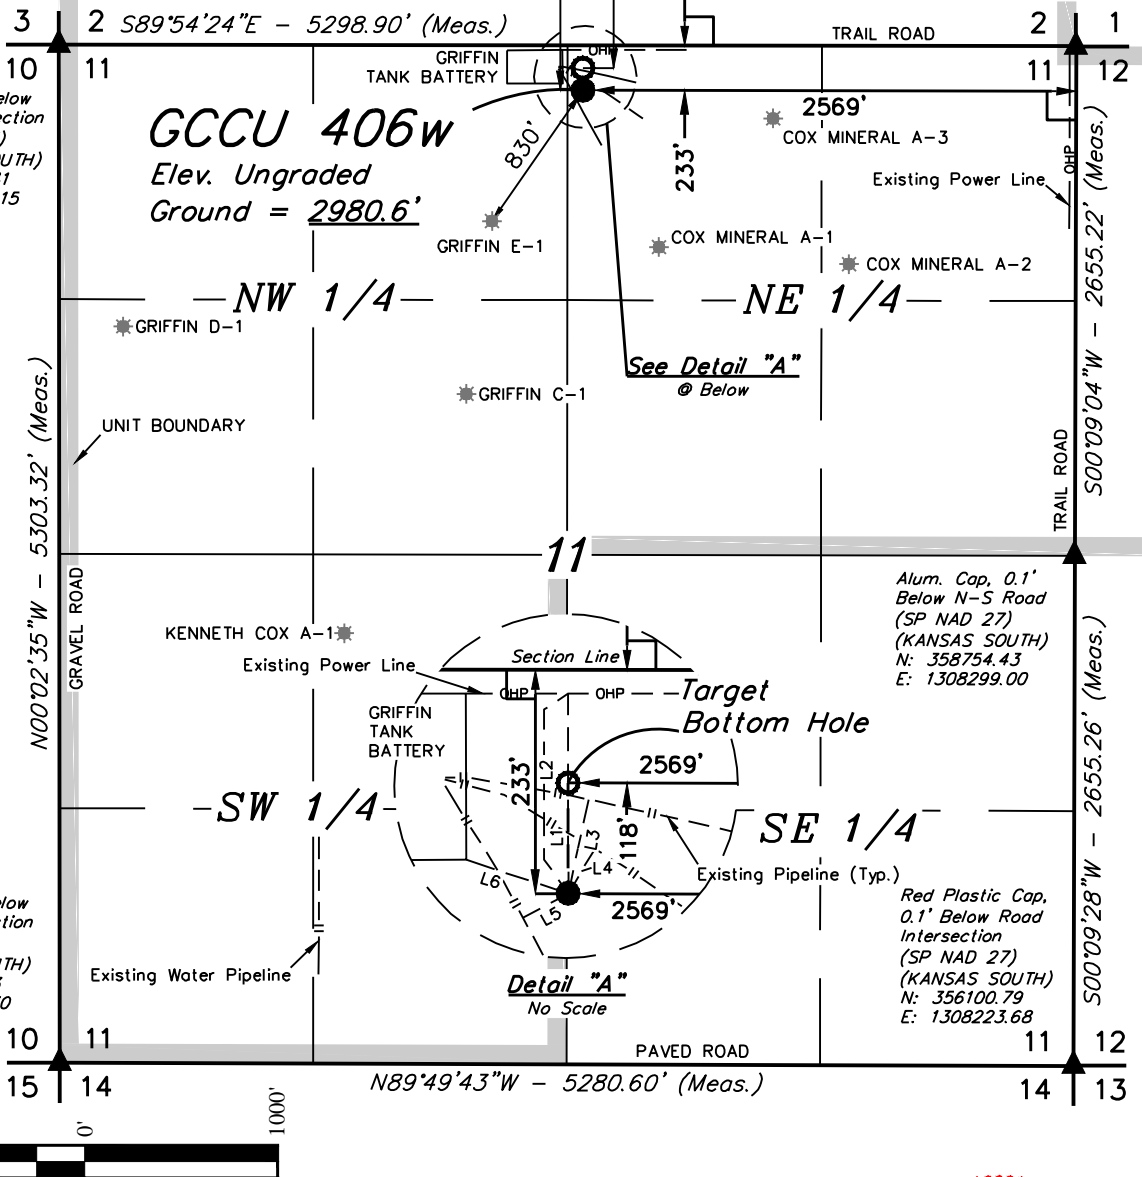 3 2 S89°54'24"E - 5298.90' (Meas.) 2 1
TRAIL ROAD
10 11 11 12
GRIFFIN
TANK BATTERY
OHP
GCCU 406w
Elev. Ungraded
Ground = 2980.6'
830'
2569'
233'
COX MINERAL A-3
OHP
Existing Power Line
GRIFFIN E-1
COX MINERAL A-1
COX MINERAL A-2
S00°09'04"W - 2655.22' (Meas.)
NW 1/4
NE 1/4
GRIFFIN D-1
See Detail "A"
@ Below
GRIFFIN C-1
UNIT BOUNDARY
N00°02'35"W - 5303.32' (Meas.)
TRAIL ROAD
11
GRAVEL ROAD
Alum. Cap, 0.1'
Below N-S Road
(SP NAD 27)
(KANSAS SOUTH)
N: 358754.43
E: 1308299.00
KENNETH COX A-1
Existing Power Line
Section Line
OHP OHP
Target
Bottom Hole
GRIFFIN
TANK
BATTERY
233'
L2
2569'
118'
L1
L3
L4
L6
L5
2569'
SW 1/4
SE 1/4
Existing Pipeline (Typ.)
S00°09'28"W - 2655.26' (Meas.)
Red Plastic Cap,
0.1' Below Road
Intersection
(SP NAD 27)
(KANSAS SOUTH)
N: 356100.79
E: 1308223.68
Existing Water Pipeline
Detail "A"
No Scale
10 11 11 12
PAVED ROAD
15 14 14 13
N89°49'43"W - 5280.60' (Meas.)
0'
1000'